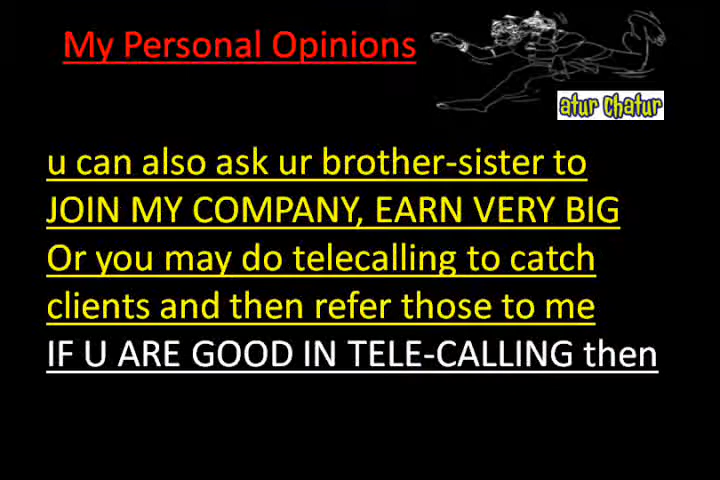 My Personal Opinions
atur Chatur
u can also ask ur brother-sister to
JOIN MY COMPANY, EARN VERY BIG
Or you may do telecalling to catch
clients and then refer those to me
IF U ARE GOOD IN TELE-CALLING then